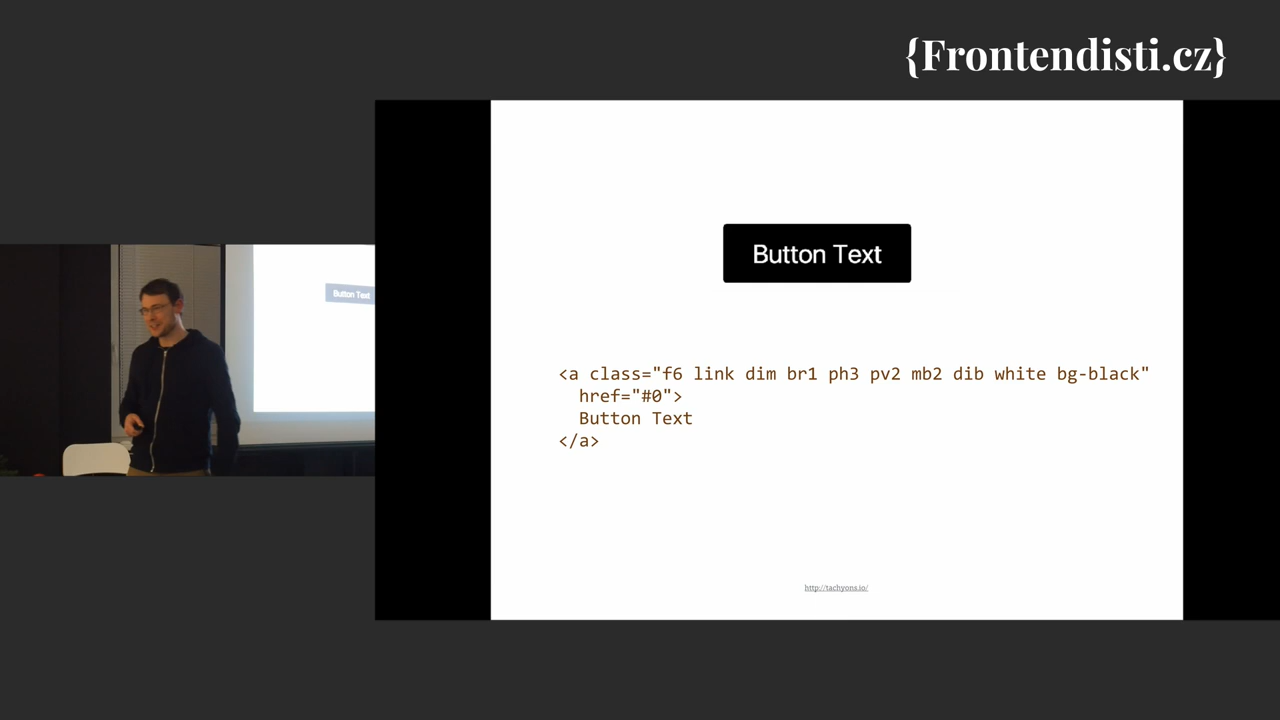 {Frontendisti.cz}
Button Text
Button Text
<a class="f6 link dim br1 ph3 pv2 mb2 dib white bg-black"
href="#0">
Button Text
</a>
http://tachyons.io/